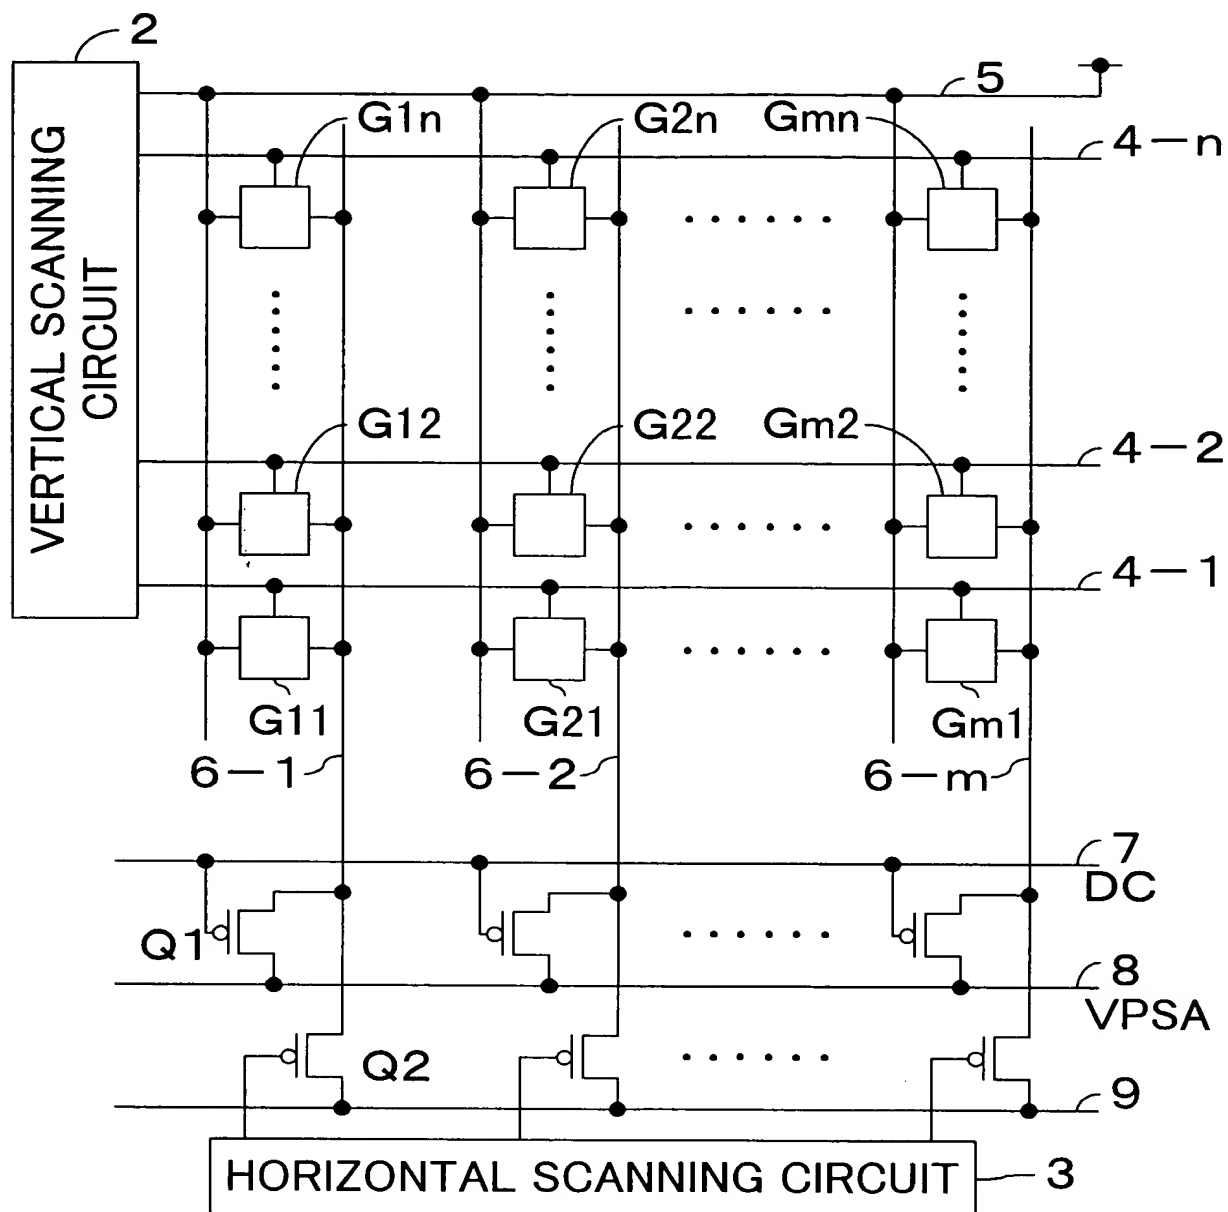 2
5
G1n G2n Gmn
4-n
VERTICAL SCANNING
CIRCUIT
G12 G22 Gm2
4-2
4-1
G11 G21 Gm1
6-1 6-2 6-m
7
DC
Q1
8
VPSA
Q2
9
HORIZONTAL SCANNING CIRCUIT
3